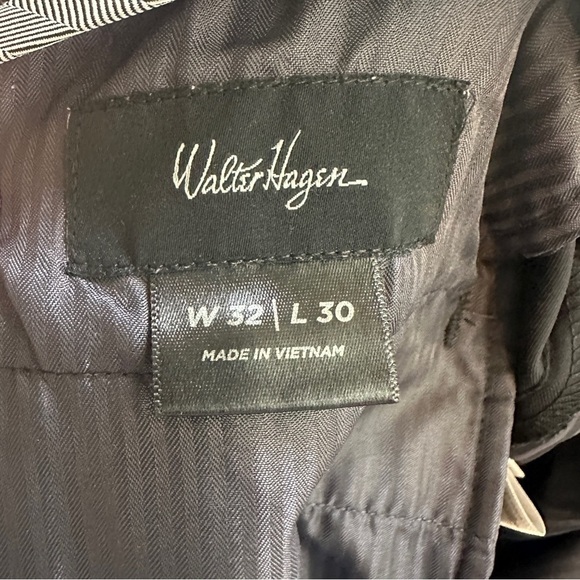 Walter Hagen
W 32 | L 30
MADE IN VIETNAM